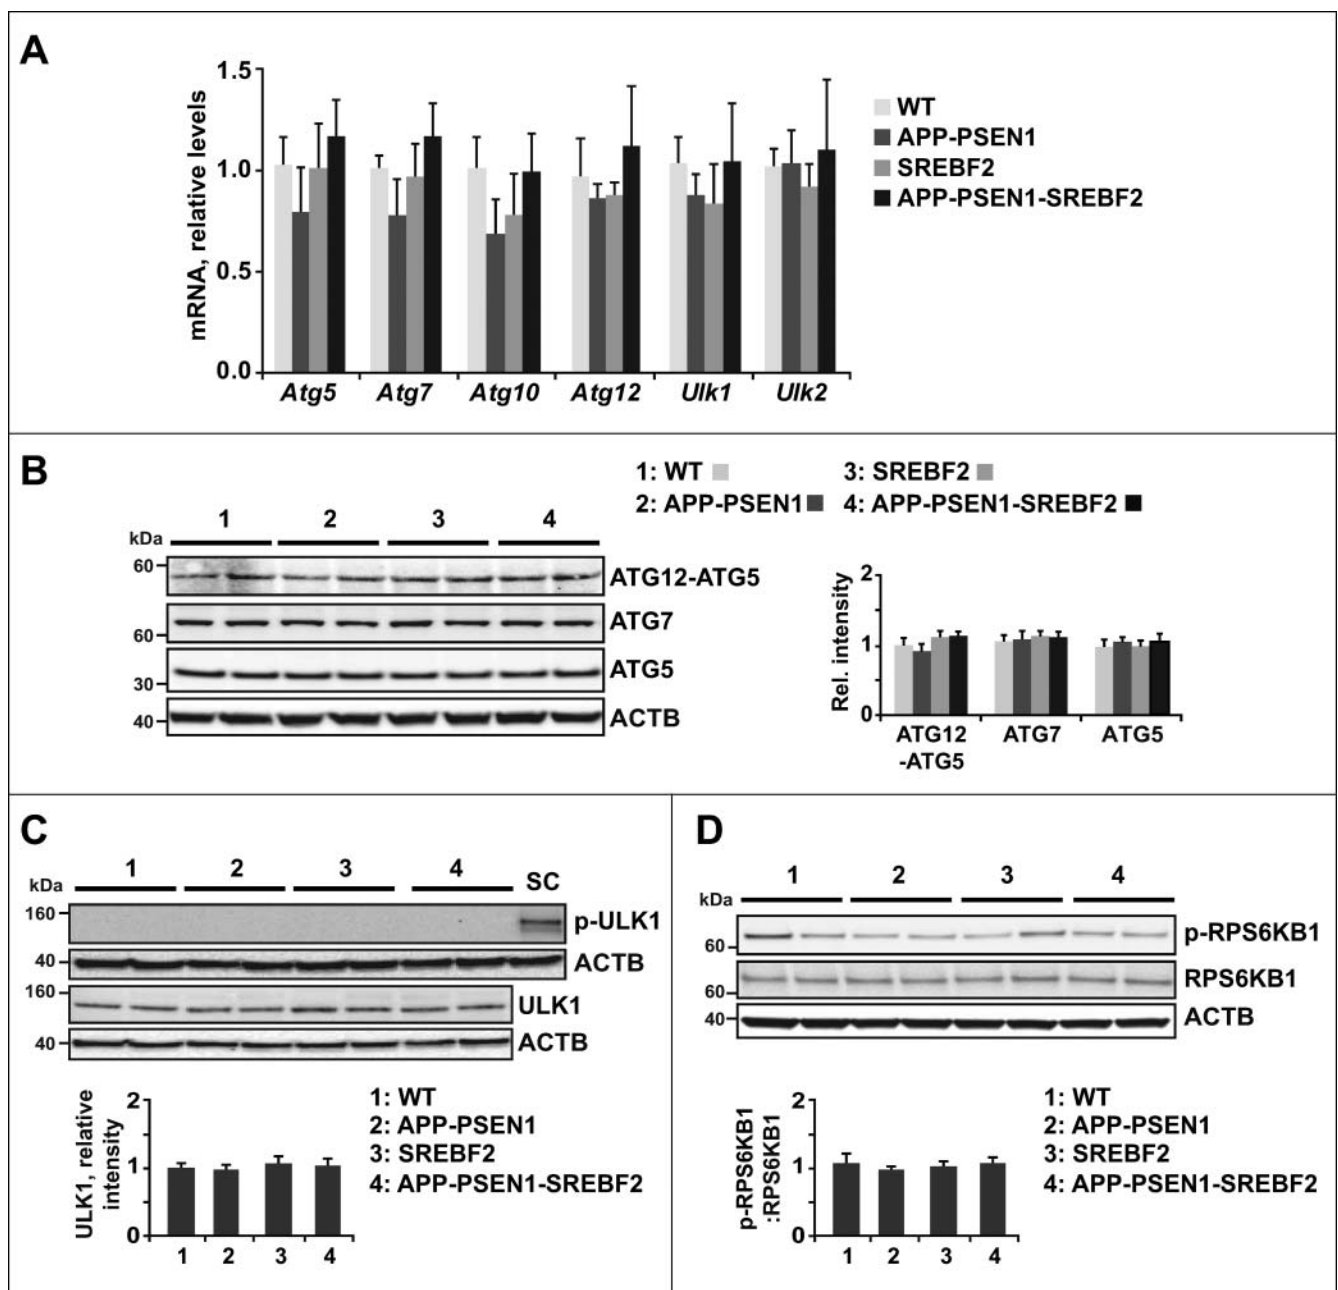 A
mRNA, relative levels
1.5
1.0
0.5
0.0
Atg5 Atg7 Atg10 Atg12 Ulk1 Ulk2
WT
APP-PSEN1
SREBF2
APP-PSEN1-SREBF2
B
1: WT 3: SREBF2
2: APP-PSEN1 4: APP-PSEN1-SREBF2
1 2 3 4
kDa
60 ATG12-ATG5
ATG7
60
ATG5
30
40 ACTB
Rel. intensity
2
1
0
ATG12 ATG7 ATG5
-ATG5
C
1 2 3 4 SC
kDa
160 p-ULK1
40 ACTB
160 ULK1
40 ACTB
ULK1, relative
intensity
2
1
0
1 2 3 4
1: WT
2: APP-PSEN1
3: SREBF2
4: APP-PSEN1-SREBF2
D
1 2 3 4
kDa
p-RPS6KB1
60
RPS6KB1
60
40 ACTB
p-RPS6KB1
:RPS6KB1
2
1
0
1 2 3 4
1: WT
2: APP-PSEN1
3: SREBF2
4: APP-PSEN1-SREBF2